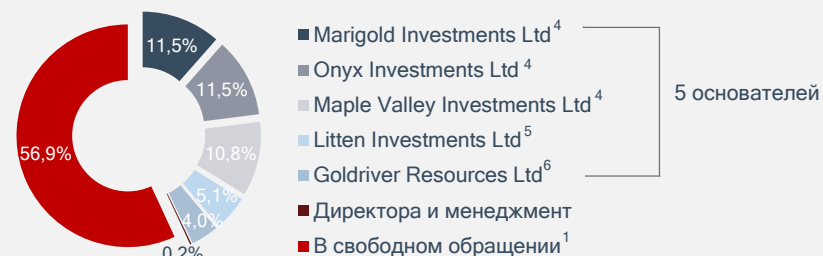 11,5%
11,5%
10,8%
5,1%
4,0%
0,2%
56,9%
Marigold Investments Ltd⁴
Onyx Investments Ltd ⁴
Maple Valley Investments Ltd⁴
Litten Investments Ltd⁵
Goldriver Resources Ltd⁶
Директора и менеджмент
В свободном обращении¹
5 основателей